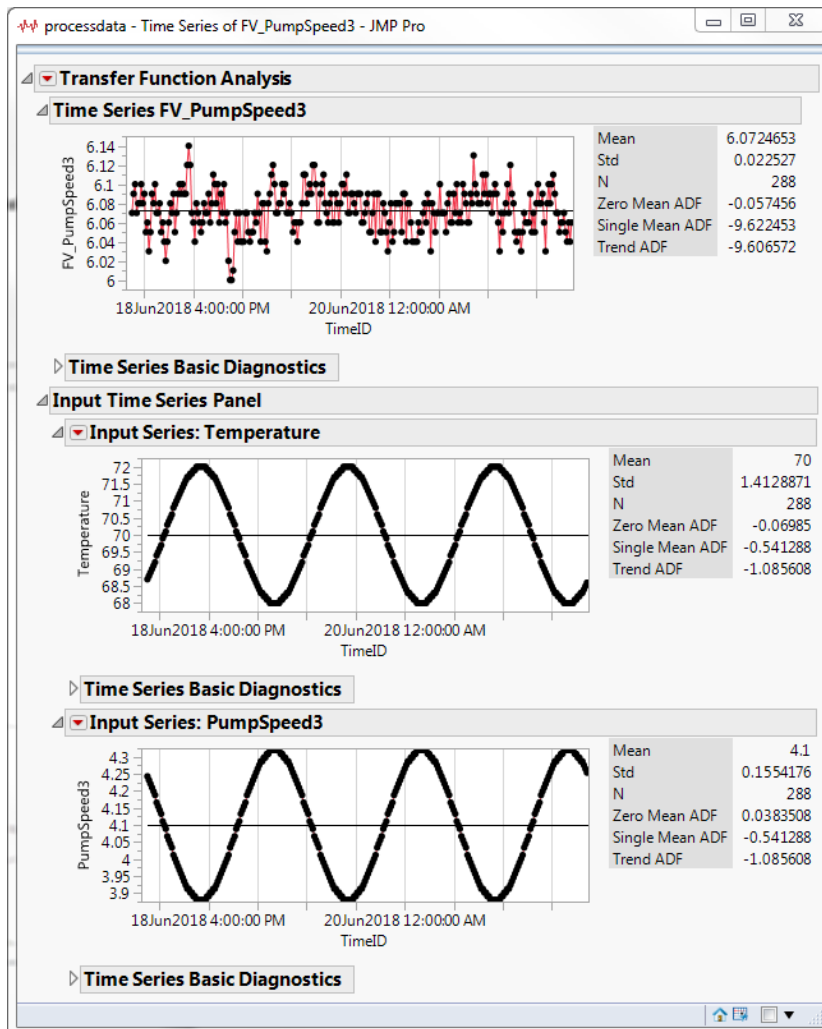 processdata - Time Series of FV_PumpSpeed3 - JMP Pro
Transfer Function Analysis
Time Series FV_PumpSpeed3
FV_PumpSpeed3
6.14
6.12
6.1
6.08
6.06
6.04
6.02
6
18Jun2018 4:00:00 PM 20Jun2018 12:00:00 AM
TimeID
Mean 6.0724653
Std 0.022527
N 288
Zero Mean ADF -0.057456
Single Mean ADF -9.622453
Trend ADF -9.606572
Time Series Basic Diagnostics
Input Time Series Panel
Input Series: Temperature
Temperature
72
71.5
71
70.5
70
69.5
69
68.5
68
18Jun2018 4:00:00 PM 20Jun2018 12:00:00 AM
TimeID
Mean 70
Std 1.4128871
N 288
Zero Mean ADF -0.06985
Single Mean ADF -0.541288
Trend ADF -1.085608
Time Series Basic Diagnostics
Input Series: PumpSpeed3
PumpSpeed3
4.3
4.25
4.2
4.15
4.1
4.05
4
3.95
3.9
18Jun2018 4:00:00 PM 20Jun2018 12:00:00 AM
TimeID
Mean 4.1
Std 0.1554176
N 288
Zero Mean ADF 0.0383508
Single Mean ADF -0.541288
Trend ADF -1.085608
Time Series Basic Diagnostics